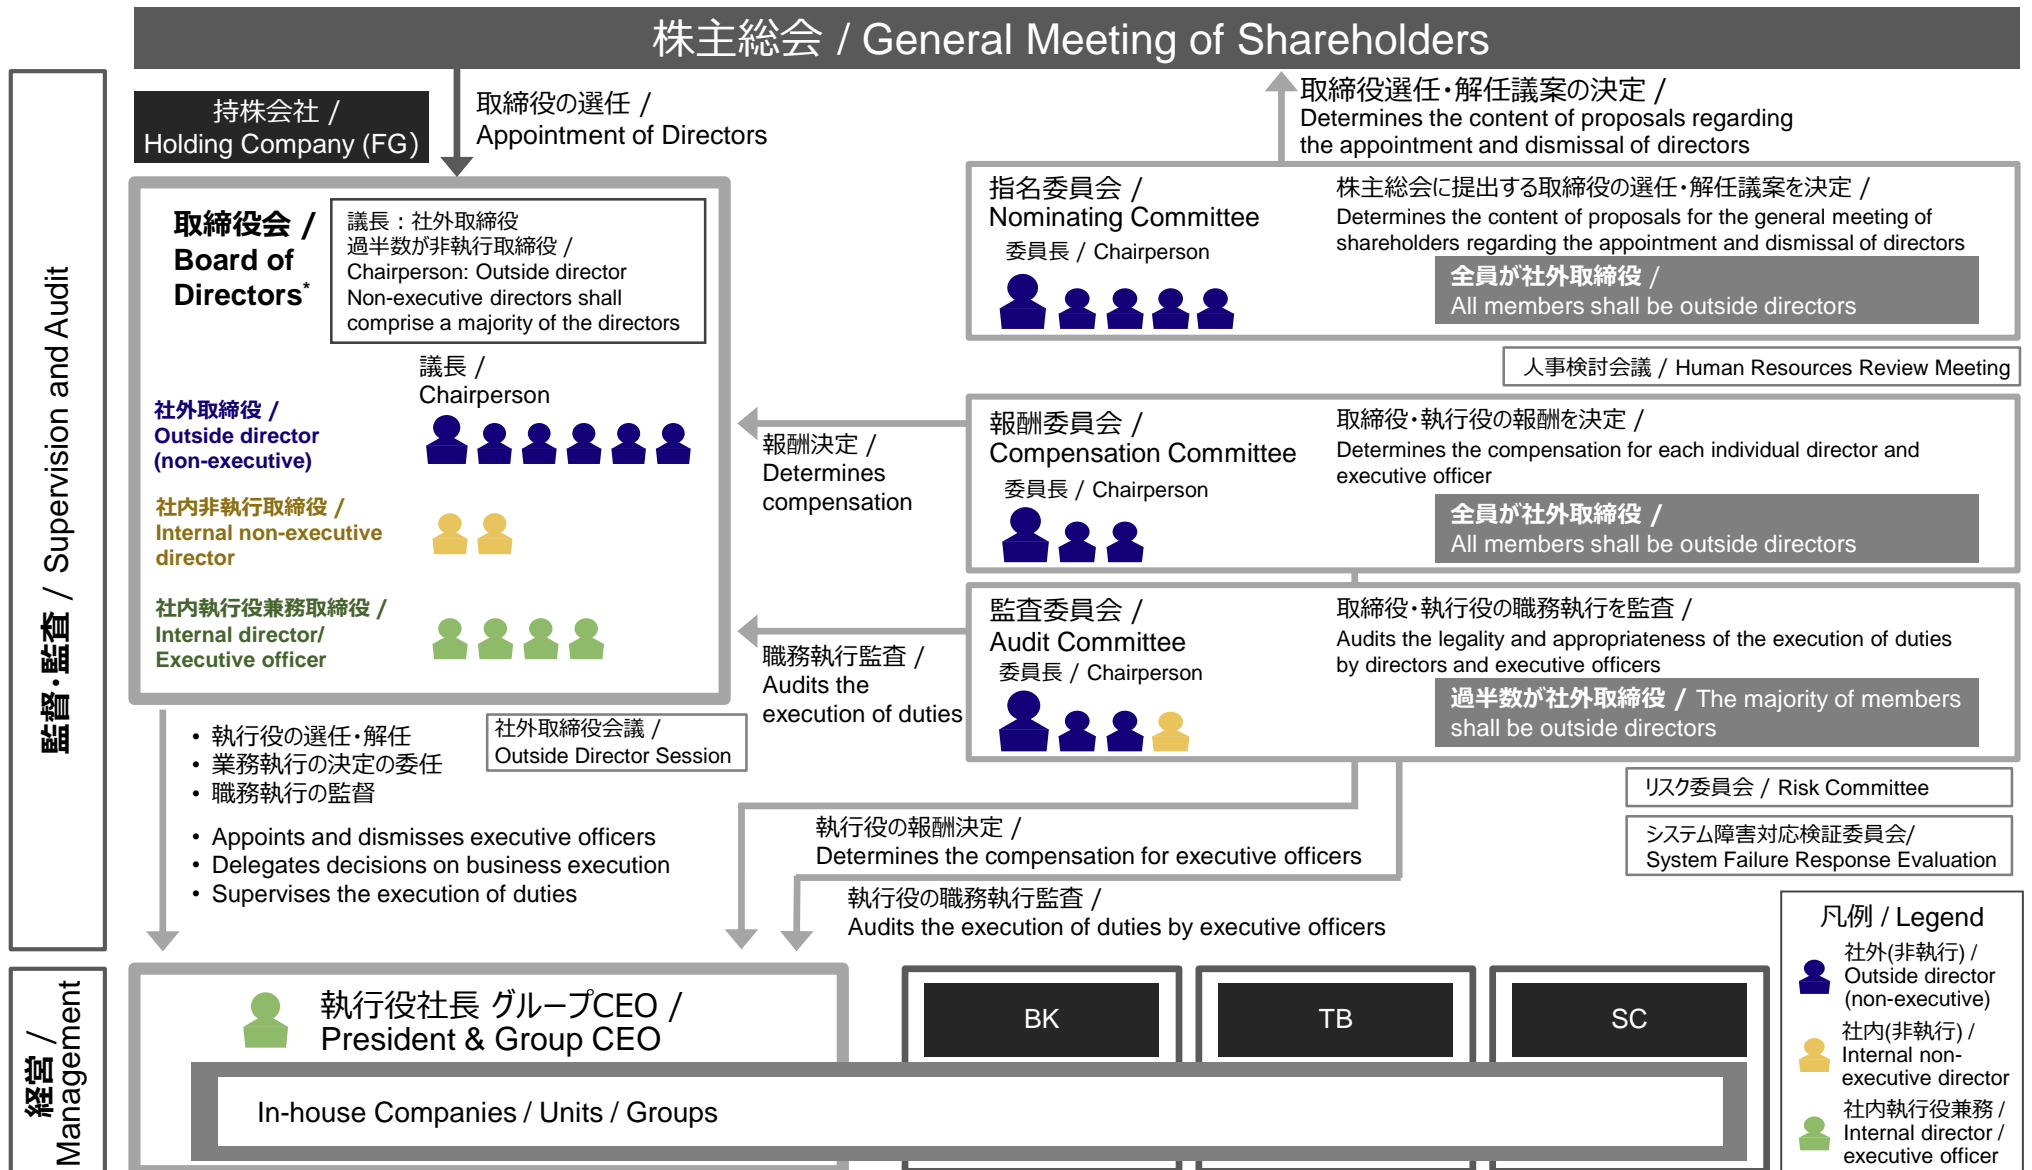 株主総会 / General Meeting of Shareholders
監督・監査 / Supervision and Audit
持株会社 /
Holding Company (FG)
取締役の選任 /
Appointment of Directors
取締役選任・解任議案の決定 /
Determines the content of proposals regarding
the appointment and dismissal of directors
取締役会 /
Board of
Directors*
議長：社外取締役
過半数が非執行取締役 /
Chairperson: Outside director
Non-executive directors shall
comprise a majority of the directors
議長 /
Chairperson
社外取締役 /
Outside director
(non-executive)
社内非執行取締役 /
Internal non-executive
director
社内執行役兼務取締役 /
Internal director/
Executive officer
指名委員会 /
Nominating Committee
委員長 / Chairperson
株主総会に提出する取締役の選任・解任議案を決定 /
Determines the content of proposals for the general meeting of
shareholders regarding the appointment and dismissal of directors
全員が社外取締役 /
All members shall be outside directors
人事検討会議 / Human Resources Review Meeting
報酬決定 /
Determines
compensation
報酬委員会 /
Compensation Committee
委員長 / Chairperson
取締役・執行役の報酬を決定 /
Determines the compensation for each individual director and
executive officer
全員が社外取締役 /
All members shall be outside directors
職務執行監査 /
Audits the
execution of duties
監査委員会 /
Audit Committee
委員長 / Chairperson
取締役・執行役の職務執行を監査 /
Audits the legality and appropriateness of the execution of duties
by directors and executive officers
過半数が社外取締役 / The majority of members
shall be outside directors
社外取締役会議 /
Outside Director Session
• 執行役の選任・解任
• 業務執行の決定の委任
• 職務執行の監督
• Appoints and dismisses executive officers
• Delegates decisions on business execution
• Supervises the execution of duties
リスク委員会 / Risk Committee
システム障害対応検証委員会/
System Failure Response Evaluation
執行役の報酬決定 /
Determines the compensation for executive officers
執行役の職務執行監査 /
Audits the execution of duties by executive officers
経営 /
Management
執行役社長 グループCEO /
President & Group CEO
BK
TB
SC
In-house Companies / Units / Groups
凡例 / Legend
社外(非執行) /
Outside director
(non-executive)
社内(非執行) /
Internal non-
executive director
社内執行役兼務 /
Internal director /
executive officer